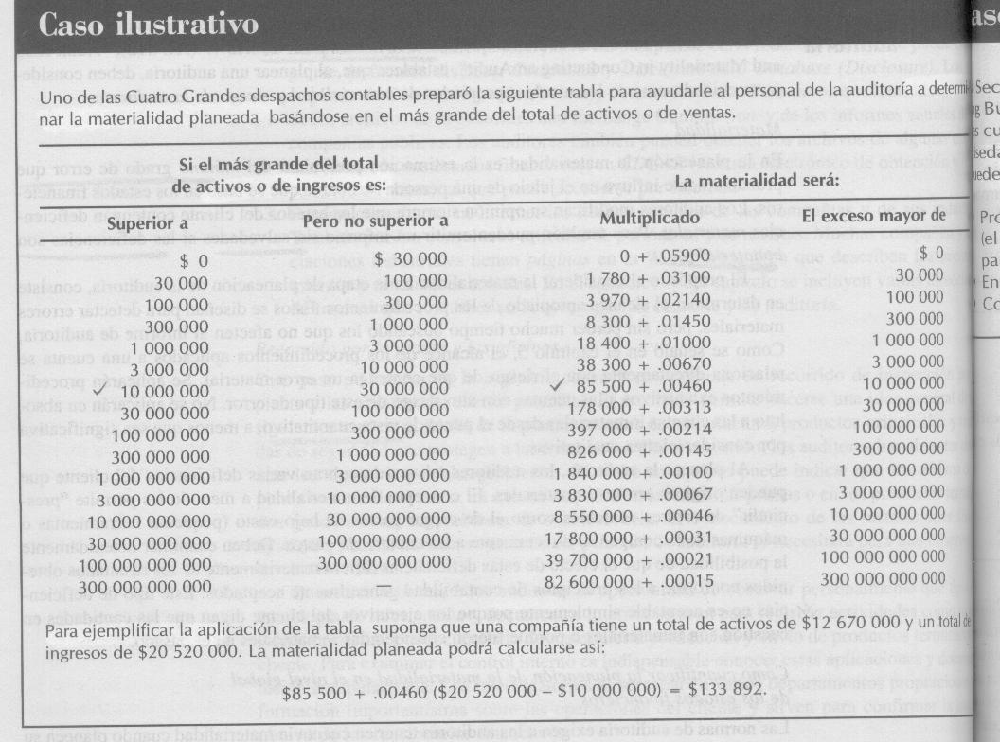 Caso ilustrativo
Uno de las Cuatro Grandes despachos contables preparó la siguiente tabla para ayudarle al personal de la auditoría a determi-
nar la materialidad planeada basándose en el más grande del total de activos o de ventas.
Si el más grande del total
de activos o de ingresos es: La materialidad será:
Superior a Pero no superior a Multiplicado El exceso mayor de
$ 0 $ 30 000 0 + .05900 $ 0
30 000 100 000 1 780 + .03100 30 000
100 000 300 000 3 970 + .02140 100 000
300 000 1 000 000 8 300 + .01450 300 000
1 000 000 3 000 000 18 400 + .01000 1 000 000
3 000 000 10 000 000 38 300 + .00670 3 000 000
✓ 10 000 000 30 000 000 ✓ 85 500 + .00460 10 000 000
30 000 000 100 000 000 178 000 + .00313 30 000 000
100 000 000 300 000 000 397 000 + .00214 100 000 000
300 000 000 1 000 000 000 826 000 + .00145 300 000 000
1 000 000 000 3 000 000 000 1 840 000 + .00100 1 000 000 000
3 000 000 000 10 000 000 000 3 830 000 + .00067 3 000 000 000
10 000 000 000 30 000 000 000 8 550 000 + .00046 10 000 000 000
30 000 000 000 100 000 000 000 17 800 000 + .00031 30 000 000 000
100 000 000 000 300 000 000 000 39 700 000 + .00021 100 000 000 000
300 000 000 000 — 82 600 000 + .00015 300 000 000 000
Para ejemplificar la aplicación de la tabla suponga que una compañía tiene un total de activos de $12 670 000 y un total de
ingresos de $20 520 000. La materialidad planeada podrá calcularse así:
$85 500 + .00460 ($20 520 000 – $10 000 000) = $133 892.